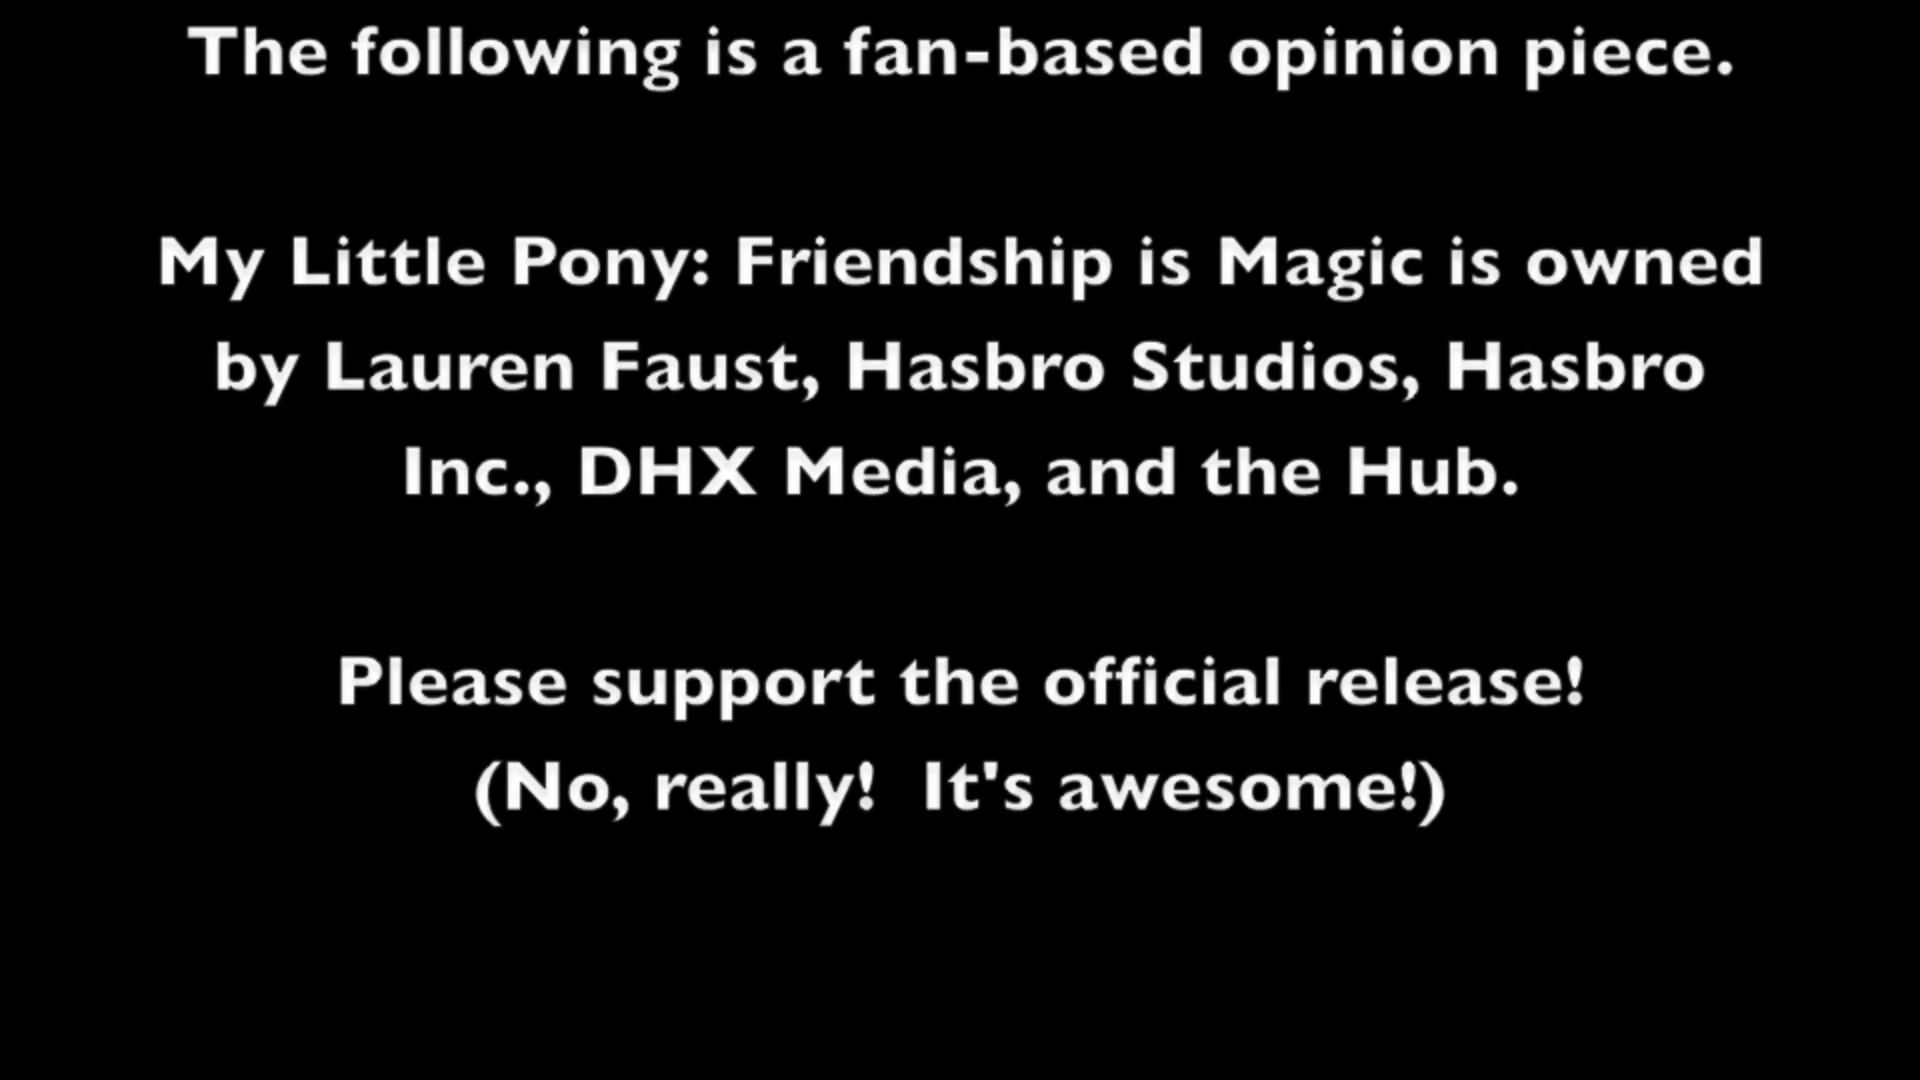 The following is a fan-based opinion piece.
My Little Pony: Friendship is Magic is owned
by Lauren Faust, Hasbro Studios, Hasbro
Inc., DHX Media, and the Hub.
Please support the official release!
(No, really!  It's awesome!)